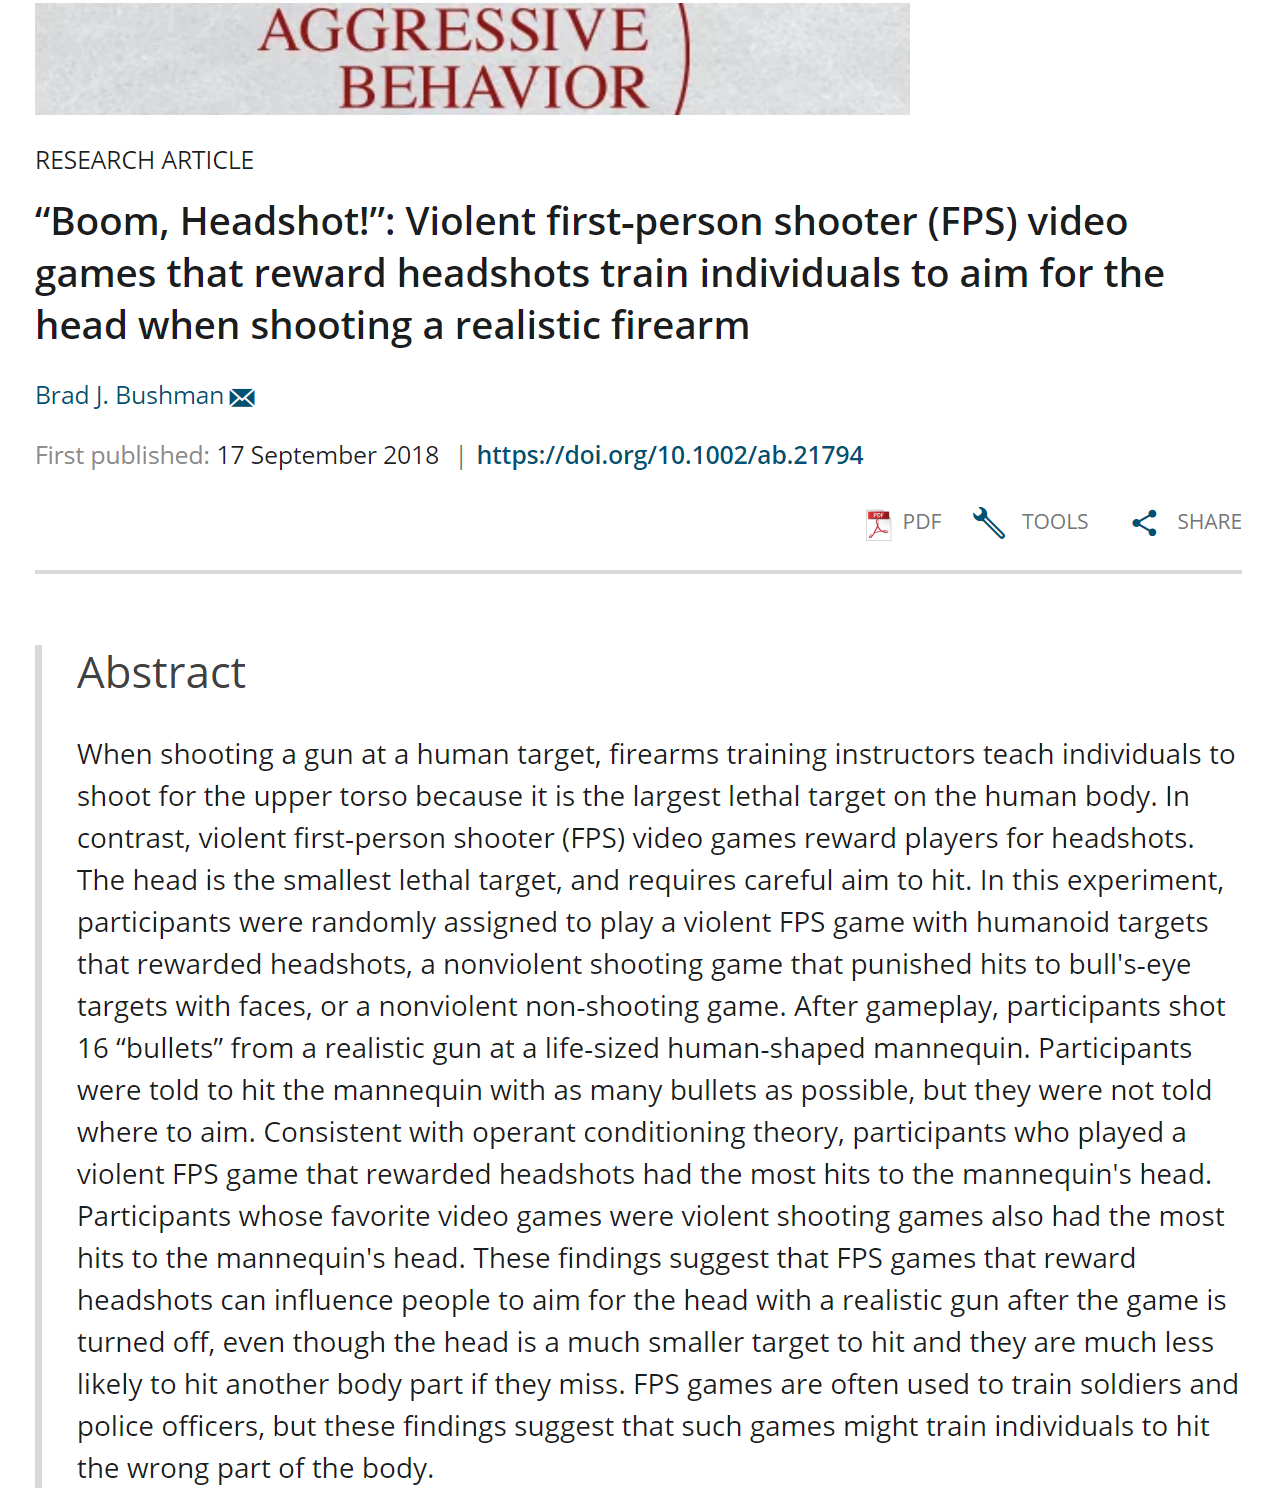 AGGRESSIVE
BEHAVIOR
RESEARCH ARTICLE
“Boom, Headshot!”: Violent first-person shooter (FPS) video
games that reward headshots train individuals to aim for the
head when shooting a realistic firearm
Brad J. Bushman
First published: 17 September 2018 | https://doi.org/10.1002/ab.21794
PDF PDF TOOLS SHARE
Abstract
When shooting a gun at a human target, firearms training instructors teach individuals to
shoot for the upper torso because it is the largest lethal target on the human body. In
contrast, violent first-person shooter (FPS) video games reward players for headshots.
The head is the smallest lethal target, and requires careful aim to hit. In this experiment,
participants were randomly assigned to play a violent FPS game with humanoid targets
that rewarded headshots, a nonviolent shooting game that punished hits to bull's-eye
targets with faces, or a nonviolent non-shooting game. After gameplay, participants shot
16 “bullets” from a realistic gun at a life-sized human-shaped mannequin. Participants
were told to hit the mannequin with as many bullets as possible, but they were not told
where to aim. Consistent with operant conditioning theory, participants who played a
violent FPS game that rewarded headshots had the most hits to the mannequin's head.
Participants whose favorite video games were violent shooting games also had the most
hits to the mannequin's head. These findings suggest that FPS games that reward
headshots can influence people to aim for the head with a realistic gun after the game is
turned off, even though the head is a much smaller target to hit and they are much less
likely to hit another body part if they miss. FPS games are often used to train soldiers and
police officers, but these findings suggest that such games might train individuals to hit
the wrong part of the body.